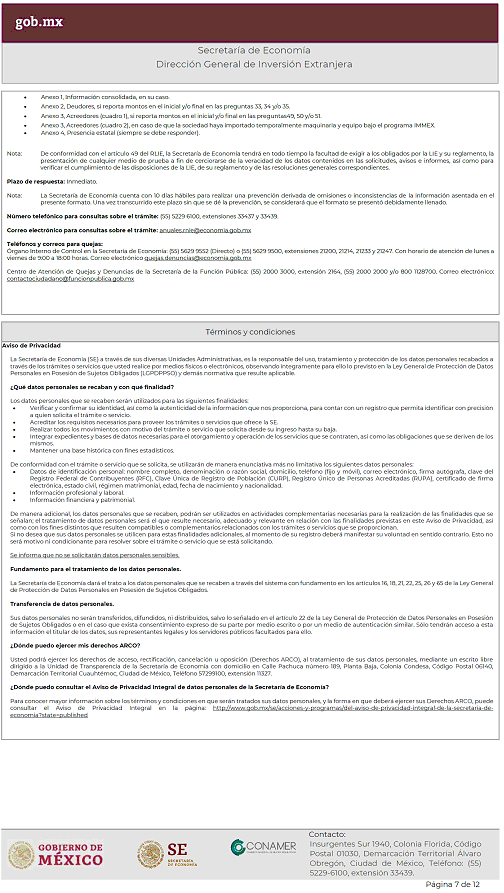 gob.mx
Secretaría de Economía
Dirección General de Inversión Extranjera
• Anexo 1, Información consolidada, en su caso.
• Anexo 2, Deudores, si reporta montos en el inicial y/o final en las preguntas 33, 34 y/o 35.
• Anexo 3, Acreedores (cuadro 1), si reporta montos en el inicial y/o final en las preguntas49, 50 y/o 51.
• Anexo 3, Acreedores (cuadro 2), en caso de que la sociedad haya importado temporalmente maquinaria y equipo bajo el programa IMMEX.
• Anexo 4, Presencia estatal (siempre se debe responder).
Nota: De conformidad con el artículo 49 del RLIE, la Secretaría de Economía tendrá en todo tiempo la facultad de exigir a los obligados por la LIE y su reglamento, la
presentación de cualquier medio de prueba a fin de cerciorarse de la veracidad de los datos contenidos en las solicitudes, avisos e informes, así como para
verificar el cumplimiento de las disposiciones de la LIE, de su reglamento y de las resoluciones generales correspondientes.
Plazo de respuesta: Inmediato.
Nota: La Secretaría de Economía cuenta con 10 días hábiles para realizar una prevención derivada de omisiones o inconsistencias de la información asentada en el
presente formato. Una vez transcurrido este plazo sin que se dé la prevención, se considerará que el formato se presentó debidamente llenado.
Número telefónico para consultas sobre el trámite: (55) 5229 6100, extensiones 33437 y 33439.
Correo electrónico para consultas sobre el trámite: anuales.rnie@economia.gob.mx
Teléfonos y correos para quejas:
Órgano Interno de Control en la Secretaría de Economía: (55) 5629 9552 (Directo) o (55) 5629 9500, extensiones 21200, 21214, 21233 y 21247. Con horario de atención de lunes a
viernes de 9:00 a 18:00 horas. Correo electrónico quejas.denuncias@economia.gob.mx
Centro de Atención de Quejas y Denuncias de la Secretaría de la Función Pública: (55) 2000 3000, extensión 2164, (55) 2000 2000 y/o 800 1128700. Correo electrónico:
contactociudadano@funcionpublica.gob.mx
Términos y condiciones
Aviso de Privacidad
La Secretaría de Economía (SE) a través de sus diversas Unidades Administrativas, es la responsable del uso, tratamiento y protección de los datos personales recabados a
través de los trámites o servicios que usted realice por medios físicos o electrónicos, observando íntegramente para ello lo previsto en la Ley General de Protección de Datos
Personales en Posesión de Sujetos Obligados (LGPDPPSO) y demás normativa que resulte aplicable.
¿Qué datos personales se recaban y con qué finalidad?
Los datos personales que se recaben serán utilizados para las siguientes finalidades:
• Verificar y confirmar su identidad, así como la autenticidad de la información que nos proporciona, para contar con un registro que permita identificar con precisión
a quien solicita el trámite o servicio.
• Acreditar los requisitos necesarios para proveer los trámites o servicios que ofrece la SE.
• Realizar todos los movimientos con motivo del trámite o servicio que solicita desde su ingreso hasta su baja.
• Integrar expedientes y bases de datos necesarias para el otorgamiento y operación de los servicios que se contraten, así como las obligaciones que se deriven de los
mismos.
• Mantener una base histórica con fines estadísticos.
De conformidad con el trámite o servicio que se solicita, se utilizarán de manera enunciativa más no limitativa los siguientes datos personales:
• Datos de identificación personal: nombre completo, denominación o razón social, domicilio, teléfono (fijo y móvil), correo electrónico, firma autógrafa, clave del
Registro Federal de Contribuyentes (RFC), Clave Única de Registro de Población (CURP), Registro Único de Personas Acreditadas (RUPA), certificado de firma
electrónica, estado civil, régimen matrimonial, edad, fecha de nacimiento y nacionalidad.
• Información profesional y laboral.
• Información financiera y patrimonial.
De manera adicional, los datos personales que se recaben, podrán ser utilizados en actividades complementarias necesarias para la realización de las finalidades que se
señalan; el tratamiento de datos personales será el que resulte necesario, adecuado y relevante en relación con las finalidades previstas en este Aviso de Privacidad, así
como con los fines distintos que resulten compatibles o complementarios relacionados con los trámites o servicios que se proporcionan.
Si no desea que sus datos personales se utilicen para estas finalidades adicionales, al momento de su registro deberá manifestar su voluntad en sentido contrario. Esto no
será motivo ni condicionante para resolver sobre el trámite o servicio que se está solicitando.
Se informa que no se solicitarán datos personales sensibles.
Fundamento para el tratamiento de los datos personales.
La Secretaría de Economía dará el trato a los datos personales que se recaben a través del sistema con fundamento en los artículos 16, 18, 21, 22, 25, 26 y 65 de la Ley General
de Protección de Datos Personales en Posesión de Sujetos Obligados.
Transferencia de datos personales.
Sus datos personales no serán transferidos, difundidos, ni distribuidos, salvo lo señalado en el artículo 22 de la Ley General de Protección de Datos Personales en Posesión
de Sujetos Obligados o en el caso que exista consentimiento expreso de su parte por medio escrito o por un medio de autenticación similar. Sólo tendrán acceso a esta
información el titular de los datos, sus representantes legales y los servidores públicos facultados para ello.
¿Dónde puedo ejercer mis derechos ARCO?
Usted podrá ejercer los derechos de acceso, rectificación, cancelación u oposición (Derechos ARCO), al tratamiento de sus datos personales, mediante un escrito libre
dirigido a la Unidad de Transparencia de la Secretaría de Economía con domicilio en Calle Pachuca número 189, Planta Baja, Colonia Condesa, Código Postal 06140,
Demarcación Territorial Cuauhtémoc, Ciudad de México, Teléfono 57299100, extensión 11327.
¿Dónde puedo consultar el Aviso de Privacidad Integral de datos personales de la Secretaría de Economía?
Para conocer mayor información sobre los términos y condiciones en que serán tratados sus datos personales, y la forma en que deberá ejercer sus Derechos ARCO, puede
consultar el Aviso de Privacidad Integral en la página: http://www.gob.mx/se/acciones-y-programas/del-aviso-de-privacidad-integral-de-la-secretaria-de-
economia?state=published
GOBIERNO DE
MÉXICO
SE
SECRETARÍA
DE ECONOMÍA
CONAMER
Contacto:
Insurgentes Sur 1940, Colonia Florida, Código
Postal 01030, Demarcación Territorial Álvaro
Obregón, Ciudad de México, Teléfono: (55)
5229-6100, extensión 33439.
Página 7 de 12